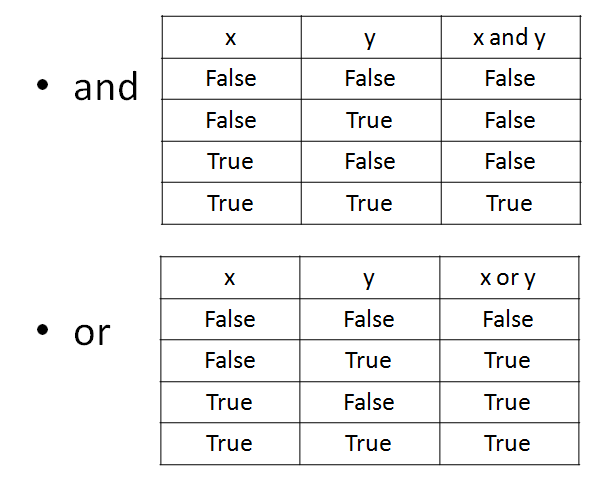 • and
x y x and y
False False False
False True False
True False False
True True True
• or
x y x or y
False False False
False True True
True False True
True True True